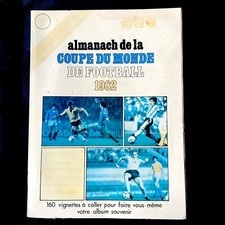 almanach de la
COUPE DU MONDE
DE FOOTBALL
1982
160 vignettes à coller pour faire vous-même
votre album souvenir